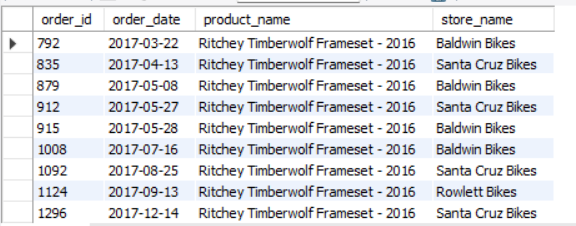 order_id order_date product_name store_name
792 2017-03-22 Ritchey Timberwolf Frameset - 2016 Baldwin Bikes
835 2017-04-13 Ritchey Timberwolf Frameset - 2016 Santa Cruz Bikes
879 2017-05-08 Ritchey Timberwolf Frameset - 2016 Baldwin Bikes
912 2017-05-27 Ritchey Timberwolf Frameset - 2016 Santa Cruz Bikes
915 2017-05-28 Ritchey Timberwolf Frameset - 2016 Baldwin Bikes
1008 2017-07-16 Ritchey Timberwolf Frameset - 2016 Baldwin Bikes
1092 2017-08-25 Ritchey Timberwolf Frameset - 2016 Santa Cruz Bikes
1124 2017-09-13 Ritchey Timberwolf Frameset - 2016 Rowlett Bikes
1296 2017-12-14 Ritchey Timberwolf Frameset - 2016 Santa Cruz Bikes